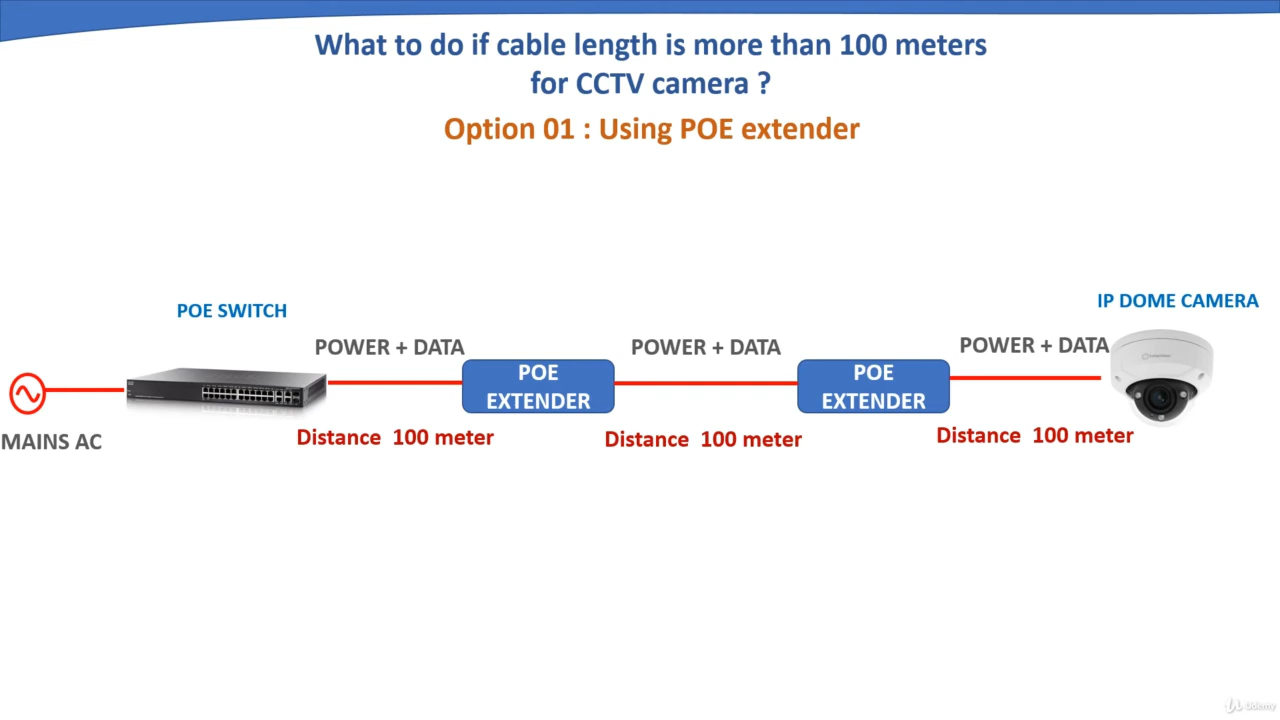 What to do if cable length is more than 100 meters
for CCTV camera ?
Option 01 : Using POE extender
POE SWITCH
IP DOME CAMERA
POWER + DATA
POWER + DATA
POWER + DATA
POE
EXTENDER
POE
EXTENDER
MAINS AC
Distance 100 meter
Distance 100 meter
Distance 100 meter
Udemy